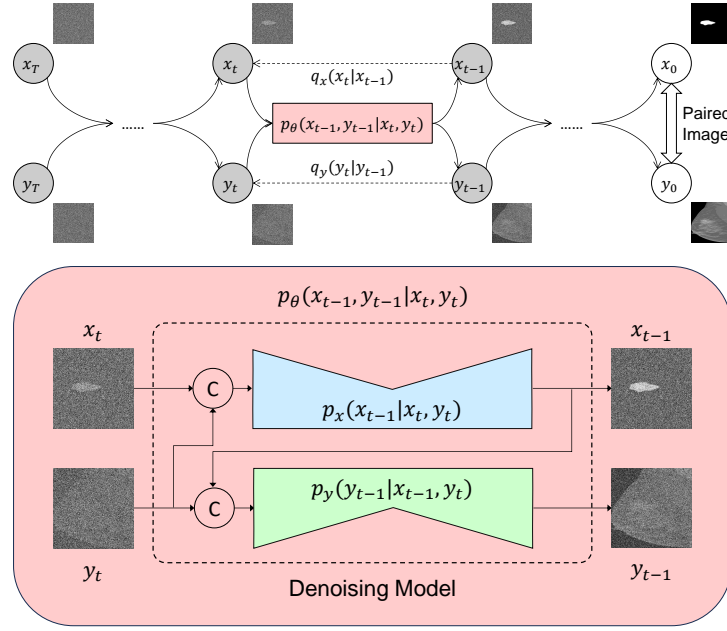 x_T
x_t
x_{t-1}
x_0
q_x(x_t|x_{t-1})
......
p_θ(x_{t-1}, y_{t-1}|x_t, y_t)
......
Paired
Image
q_y(y_t|y_{t-1})
y_T
y_t
y_{t-1}
y_0
p_θ(x_{t-1}, y_{t-1}|x_t, y_t)
x_t
x_{t-1}
C
p_x(x_{t-1}|x_t, y_t)
p_y(y_{t-1}|x_{t-1}, y_t)
C
y_t
y_{t-1}
Denoising Model